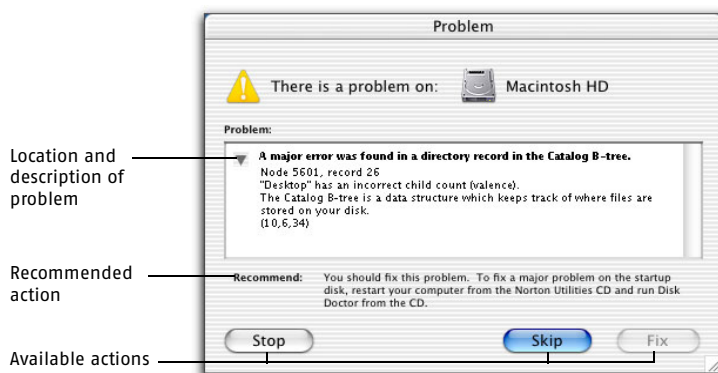 Problem
There is a problem on: Macintosh HD
Problem:
Location and
description of
problem
A major error was found in a directory record in the Catalog B-tree.
Node 5601, record 26
"Desktop" has an incorrect child count (valence).
The Catalog B-tree is a data structure which keeps track of where files are
stored on your disk.
(10,6,34)
Recommended
action
Recommend: You should fix this problem. To fix a major problem on the startup
disk, restart your computer from the Norton Utilities CD and run Disk
Doctor from the CD.
Available actions
Stop Skip Fix